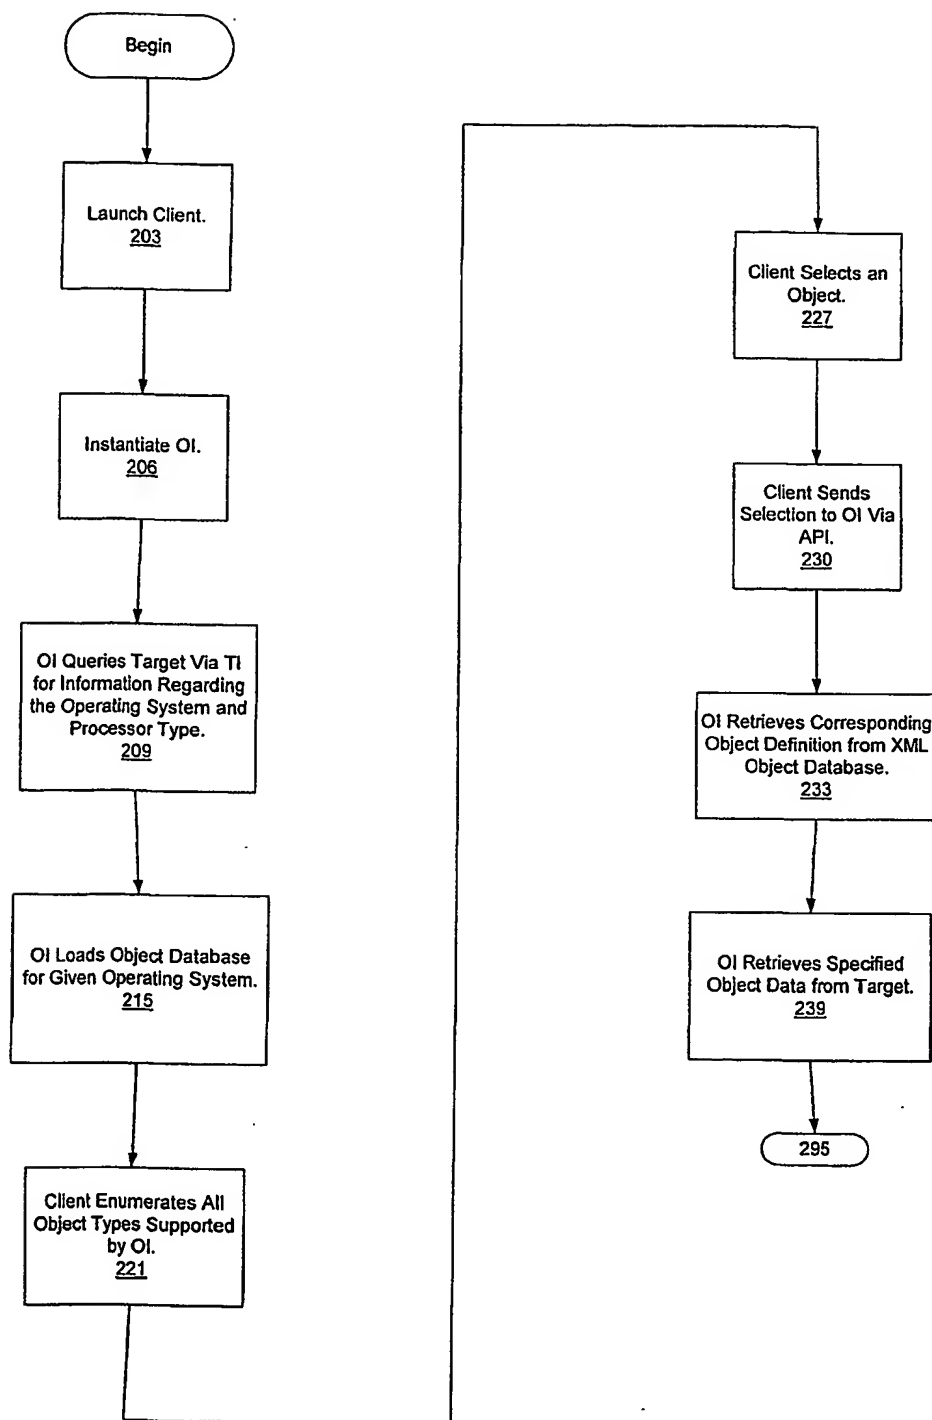 Begin
Launch Client.
203
Instantiate OI.
206
OI Queries Target Via TI
for Information Regarding
the Operating System and
Processor Type.
209
OI Loads Object Database
for Given Operating System.
215
Client Enumerates All
Object Types Supported
by OI.
221
Client Selects an
Object.
227
Client Sends
Selection to OI Via
API.
230
OI Retrieves Corresponding
Object Definition from XML
Object Database.
233
OI Retrieves Specified
Object Data from Target.
239
295